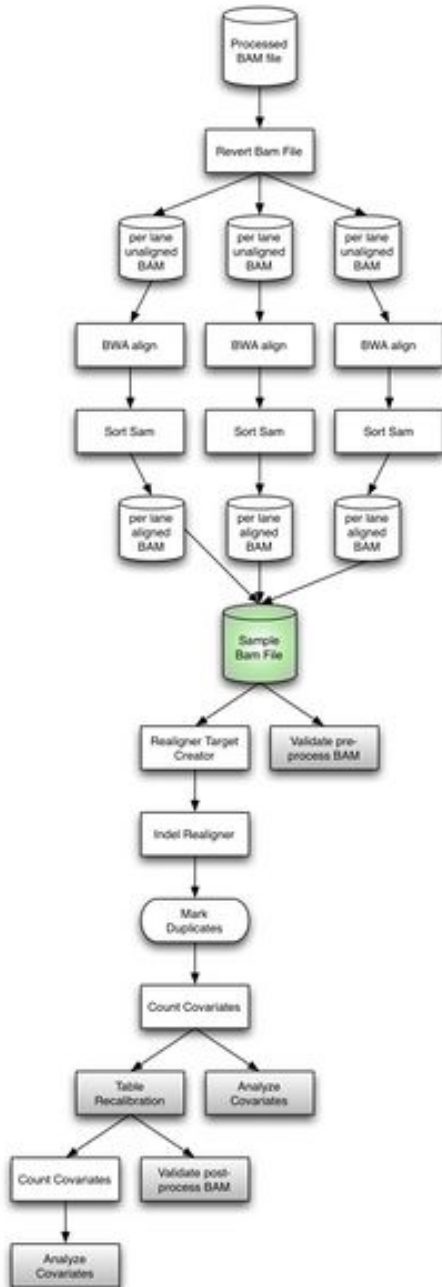 Processed
BAM file
Revert Bam File
per lane
unaligned
BAM
per lane
unaligned
BAM
per lane
unaligned
BAM
BWA align
BWA align
BWA align
Sort Sam
Sort Sam
Sort Sam
per lane
aligned
BAM
per lane
aligned
BAM
per lane
aligned
BAM
Sample
Bam File
Realigner Target
Creator
Validate pre-
process BAM
Indel Realigner
Mark
Duplicates
Count Covariates
Table
Recalibration
Analyze
Covariates
Count Covariates
Validate post-
process BAM
Analyze
Covariates